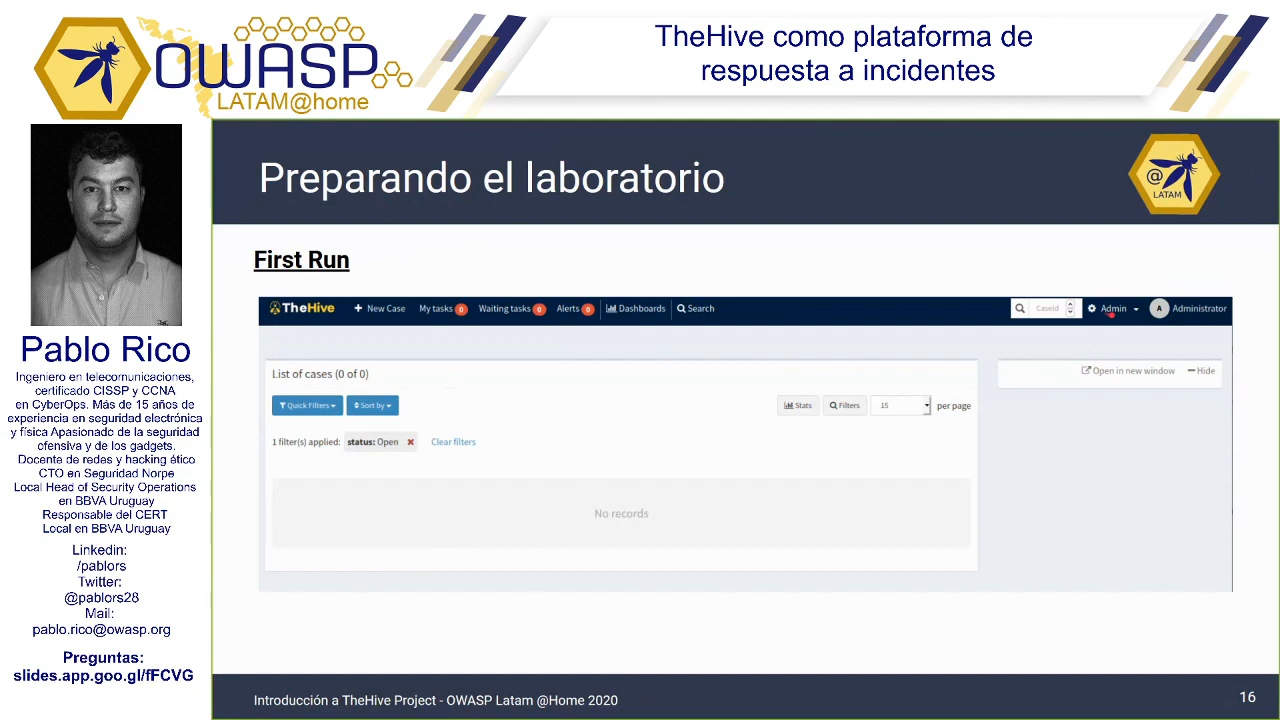 OWASP
LATAM@home
TheHive como plataforma de
respuesta a incidentes
Pablo Rico
Ingeniero en telecomunicaciones,
certificado CISSP y CCNA
en CyberOps. Más de 15 años de
experiencia en seguridad electrónica
y física Apasionado de la seguridad
ofensiva y de los gadgets.
Docente de redes y hacking ético
CTO en Seguridad Norpe
Local Head of Security Operations
en BBVA Uruguay
Responsable del CERT
Local en BBVA Uruguay
Linkedin:
/pablors
Twitter:
@pablors28
Mail:
pablo.rico@owasp.org
Preguntas:
slides.app.goo.gl/fFCVG
Preparando el laboratorio
@
LATAM
First Run
TheHive + New Case My tasks 0 Waiting tasks 0 Alerts 0 Dashboards Search CaseId Admin A Administrator
List of cases (0 of 0)
Open in new window Hide
Quick Filters Sort by Stats Filters 15 per page
1 filter(s) applied: status: Open Clear filters
No records
Introducción a TheHive Project - OWASP Latam @Home 2020
16